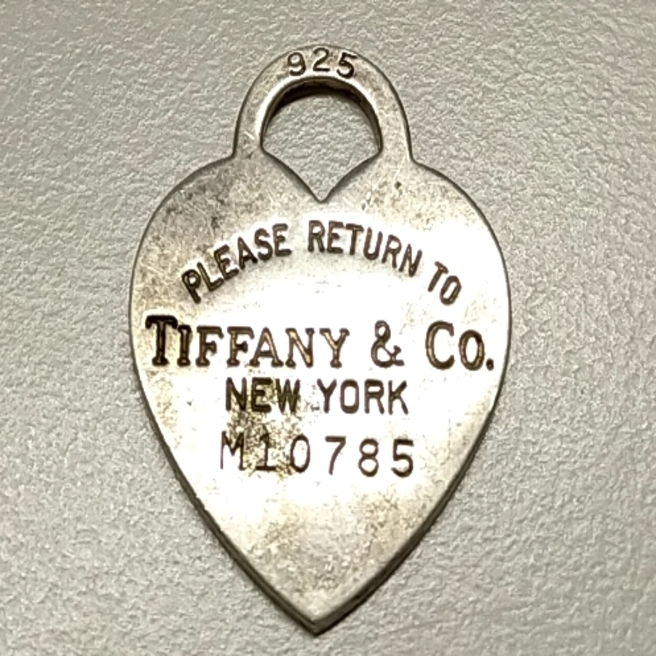 925
PLEASE RETURN TO
TIFFANY & CO.
NEW YORK
M10785